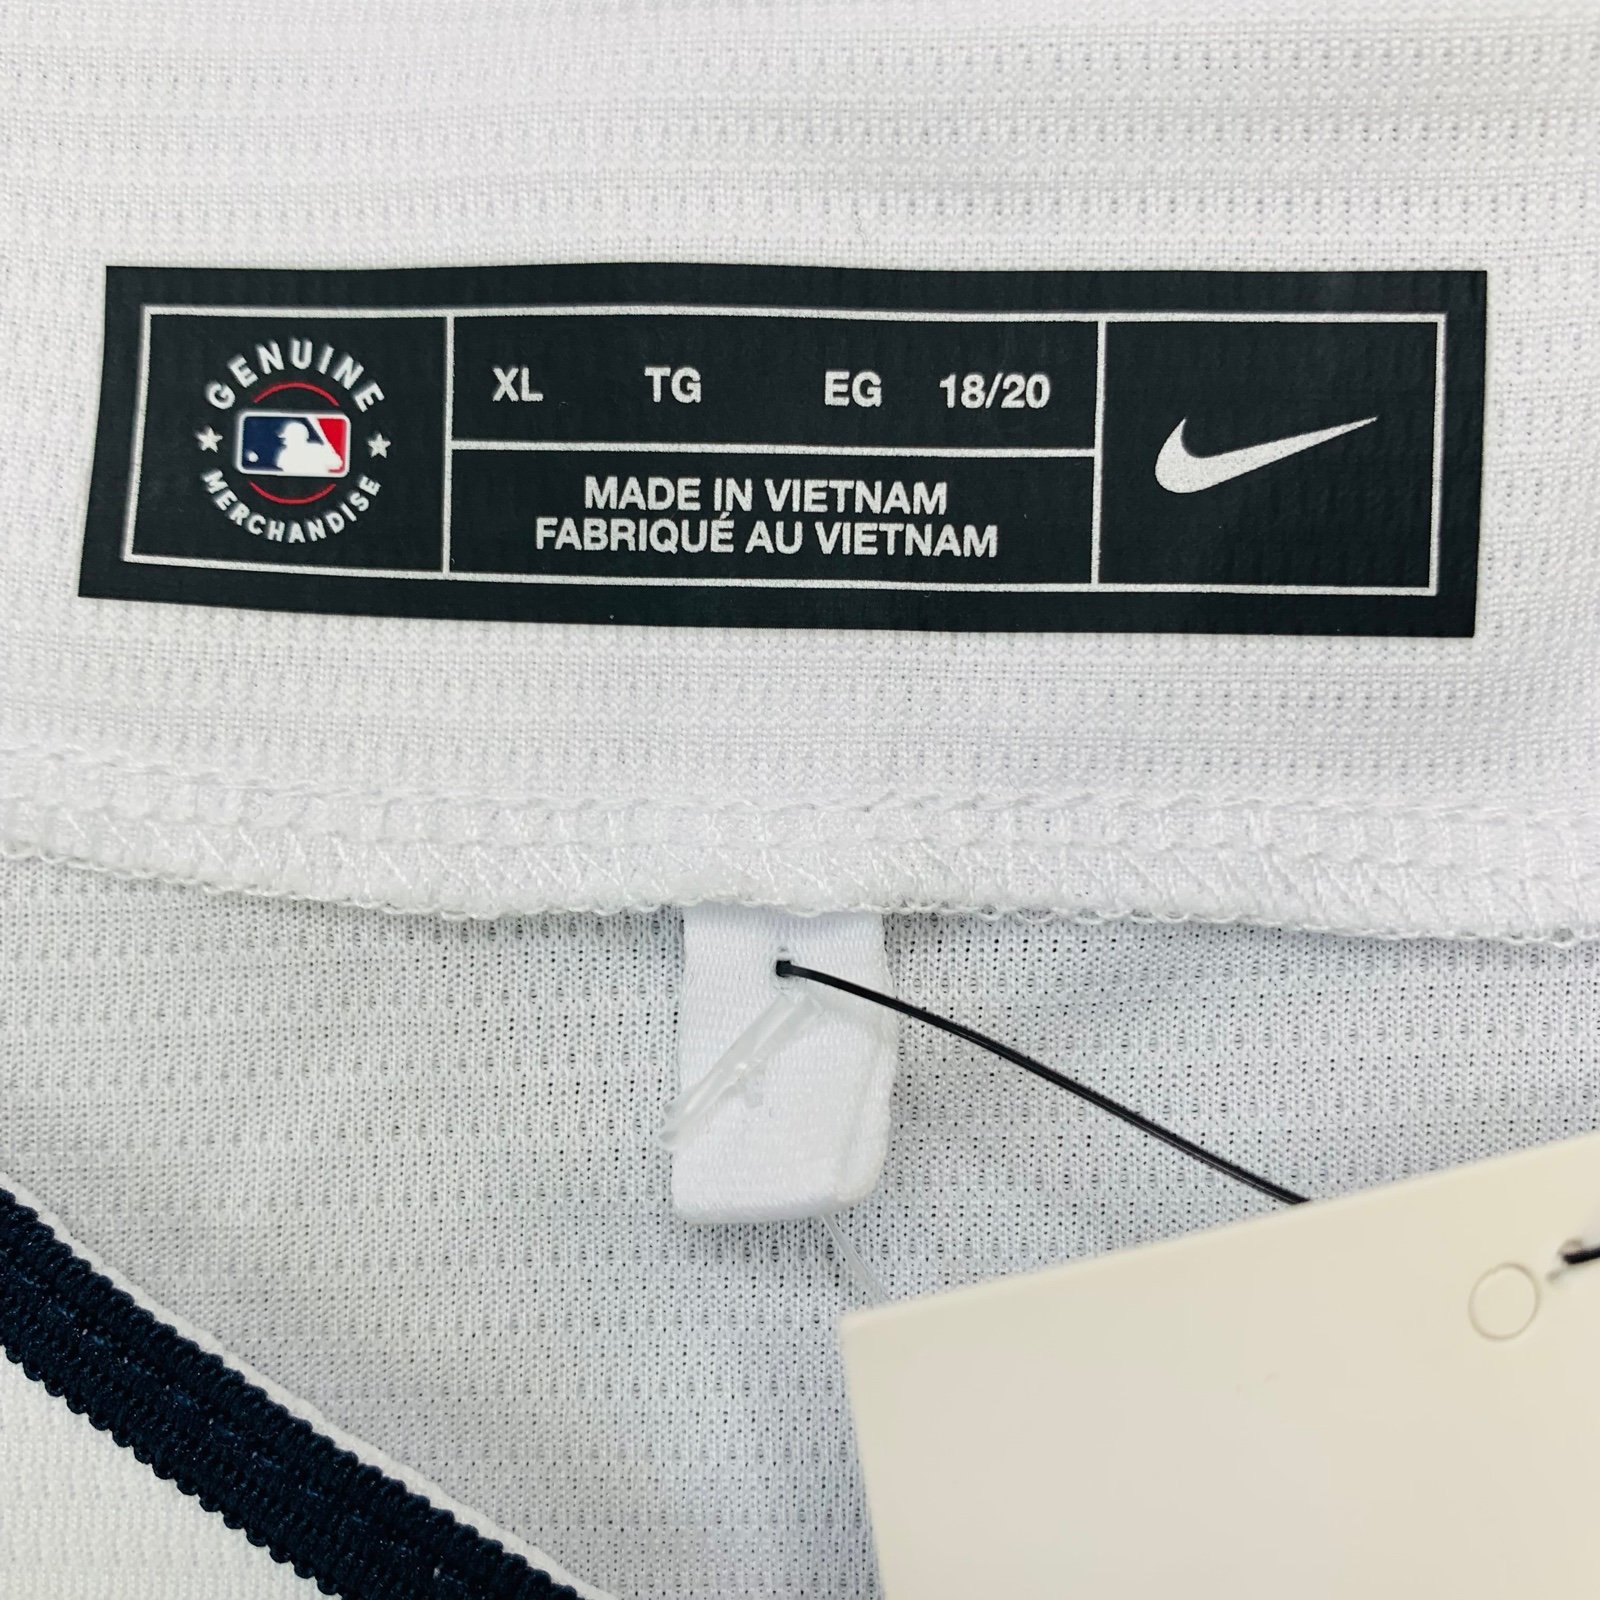 GENUINE
MERCHANDISE
XL TG EG 18/20
MADE IN VIETNAM
FABRIQUÉ AU VIETNAM